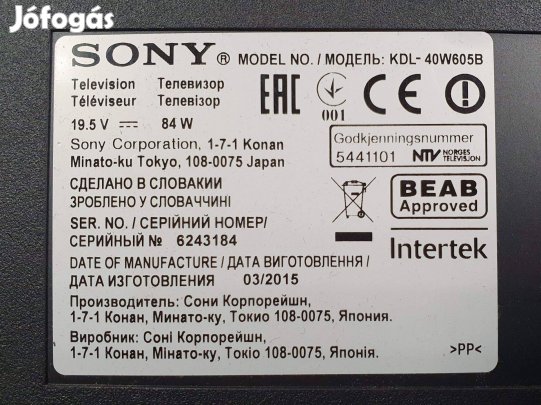 Jófogás
SONY® MODEL NO. / МОДЕЛЬ: KDL- 40W605B
Television Телевизор
Téléviseur Телевізор
19.5 V ⎓ 84 W
EAC 001 CE
Sony Corporation, 1-7-1 Konan
Minato-ku Tokyo, 108-0075 Japan
Godkjenningsnummer
5441101 NTV NORGES TELEVISION
СДЕЛАНО В СЛОВАКИИ
ЗРОБЛЕНО У СЛОВАЧЧИНІ
BEAB
Approved
SER. NO. / СЕРІЙНИЙ НОМЕР/
СЕРИЙНЫЙ № 6243184
Intertek
DATE OF MANUFACTURE / ДАТА ВИГОТОВЛЕННЯ /
ДАТА ИЗГОТОВЛЕНИЯ 03/2015
Производитель: Сони Корпорейшн,
1-7-1 Конан, Минато-ку, Токио 108-0075, Япония.
Виробник: Соні Корпорейшн,
1-7-1 Конан, Мінато-ку, Токіо 108-0075, Японія.
>PP<